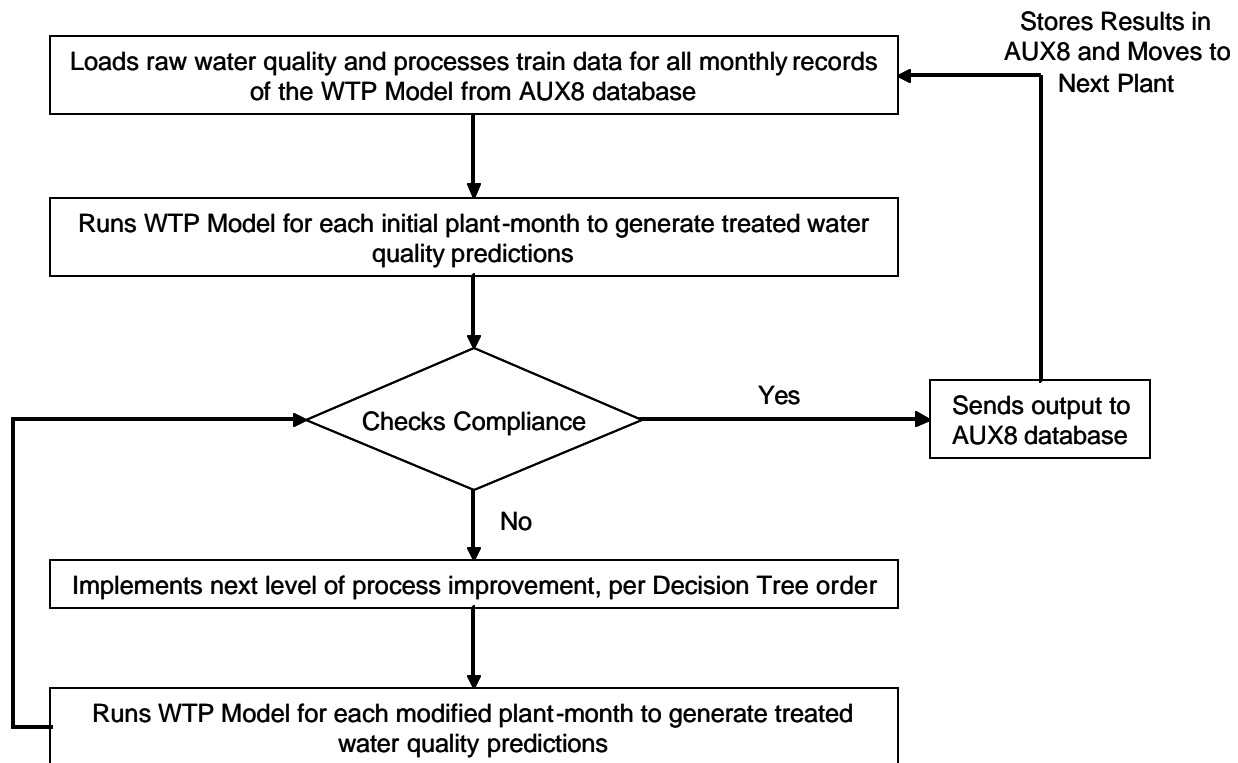 Stores Results in
AUX8 and Moves to
Next Plant
Loads raw water quality and processes train data for all monthly records
of the WTP Model from AUX8 database
Runs WTP Model for each initial plant-month to generate treated water
quality predictions
Checks Compliance
Yes
Sends output to
AUX8 database
No
Implements next level of process improvement, per Decision Tree order
Runs WTP Model for each modified plant-month to generate treated
water quality predictions